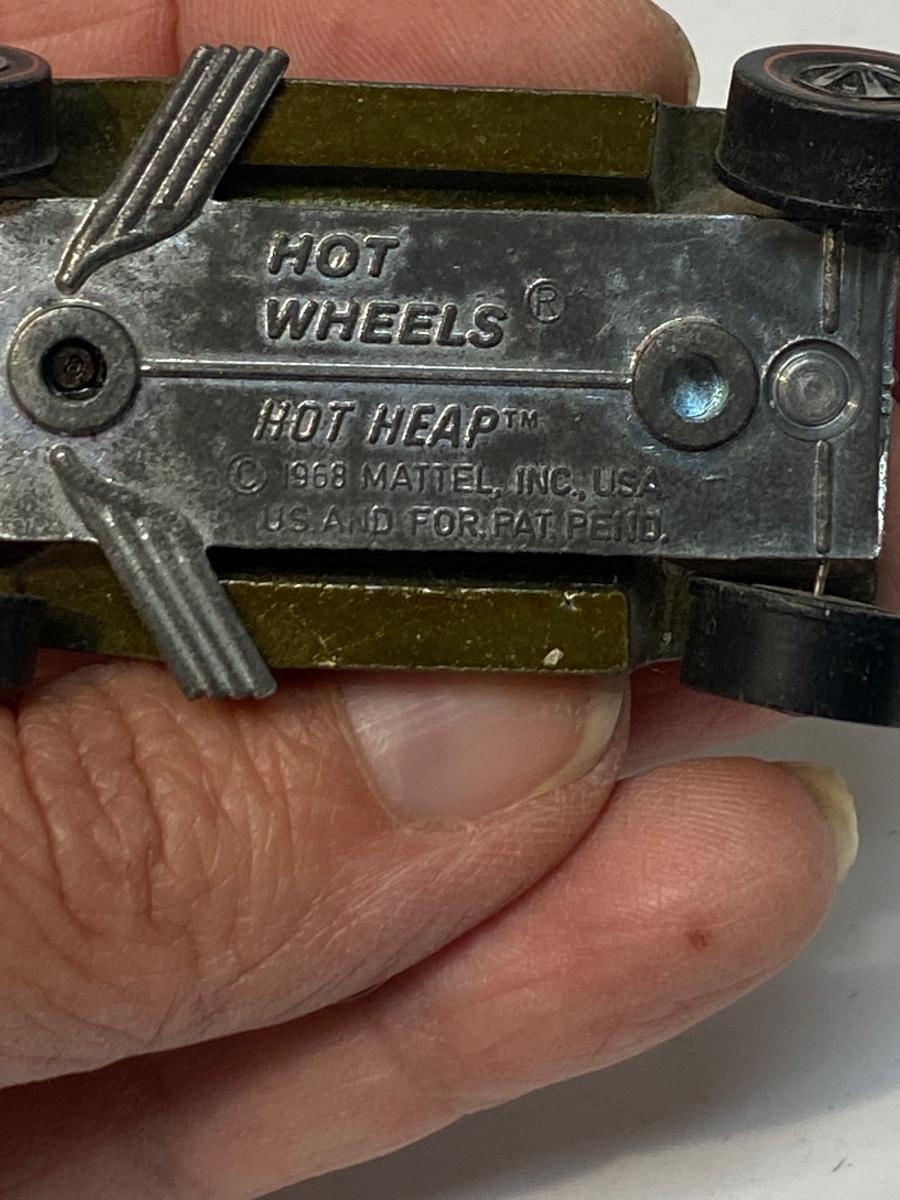 HOT
WHEELS ®
HOT HEAP™
© 1968 MATTEL, INC., USA.
U.S. AND FOR. PAT. PEND.